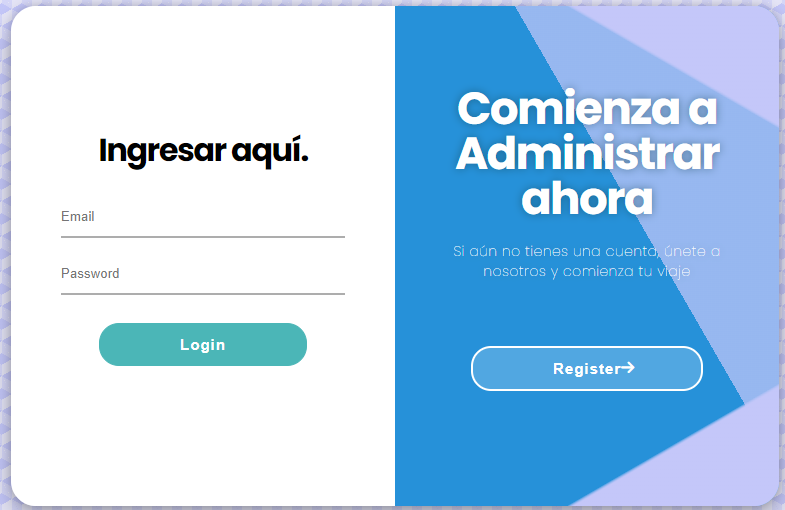 Ingresar aquí.
Email
Password
Login
Comienza a
Administrar
ahora
Si aún no tienes una cuenta, únete a
nosotros y comienza tu viaje
Register→